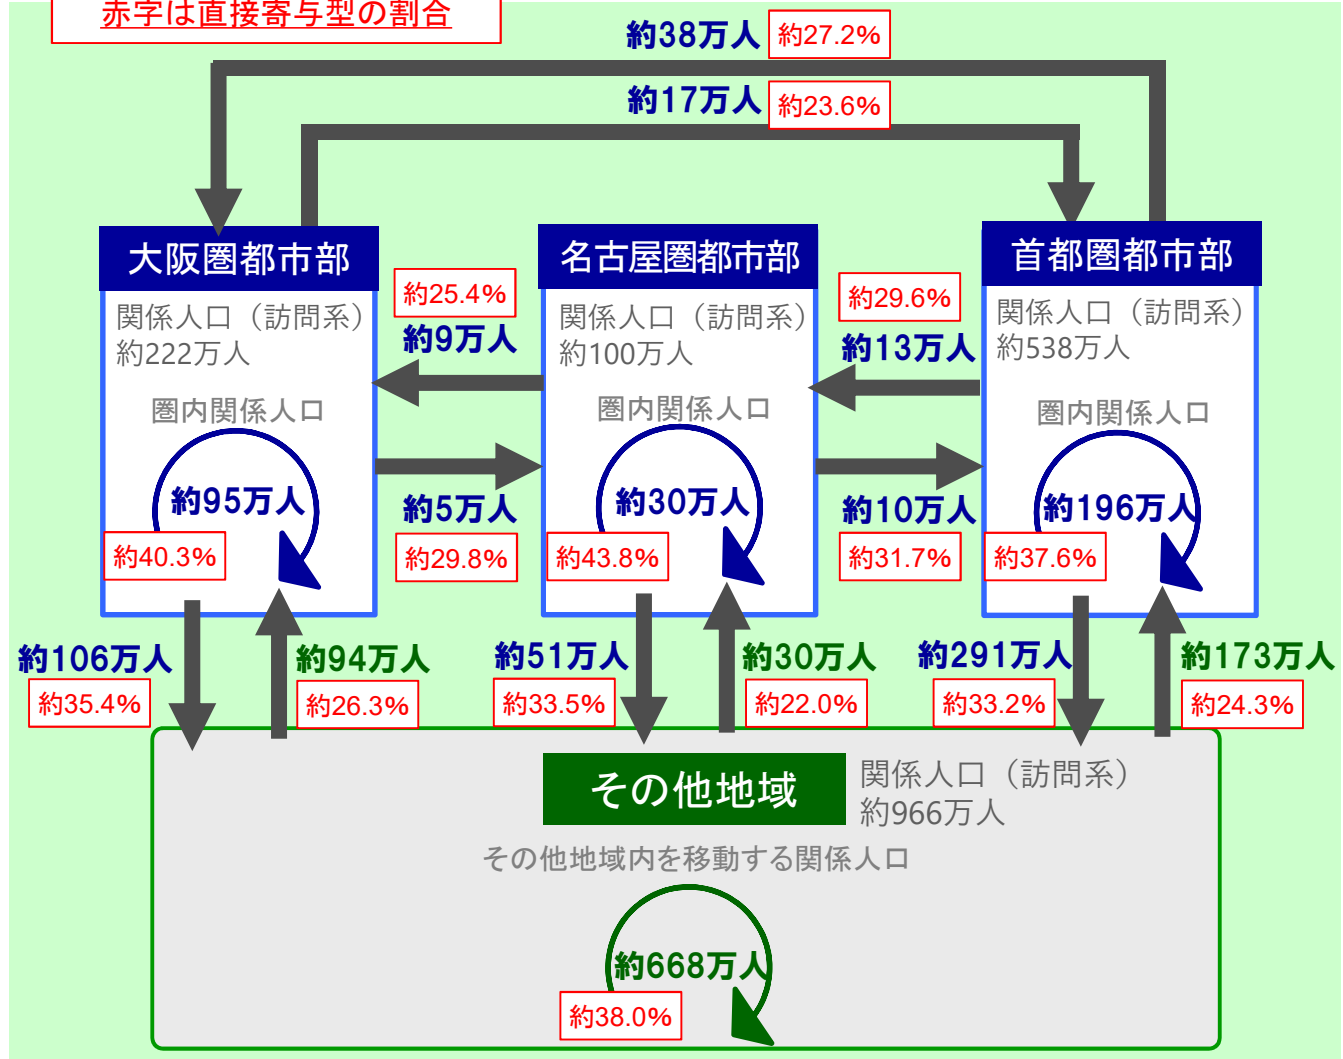 赤字は直接寄与型の割合
約38万人 約27.2%
約17万人 約23.6%
大阪圏都市部
関係人口（訪問系）
約222万人
圏内関係人口
約95万人
約40.3%
約25.4%
約9万人
約5万人
約29.8%
名古屋圏都市部
関係人口（訪問系）
約100万人
圏内関係人口
約30万人
約43.8%
約29.6%
約13万人
約10万人
約31.7%
首都圏都市部
関係人口（訪問系）
約538万人
圏内関係人口
約196万人
約37.6%
約106万人
約35.4%
約94万人
約26.3%
約51万人
約33.5%
約30万人
約22.0%
約291万人
約33.2%
約173万人
約24.3%
その他地域
関係人口（訪問系）
約966万人
その他地域内を移動する関係人口
約668万人
約38.0%